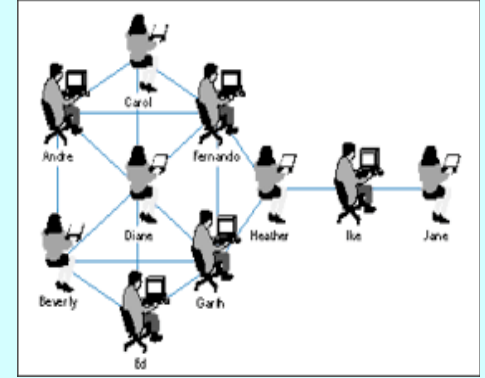 Carol
Andre
Fernando
Diane
Heather
Ike
Jane
Beverly
Garth
Ed